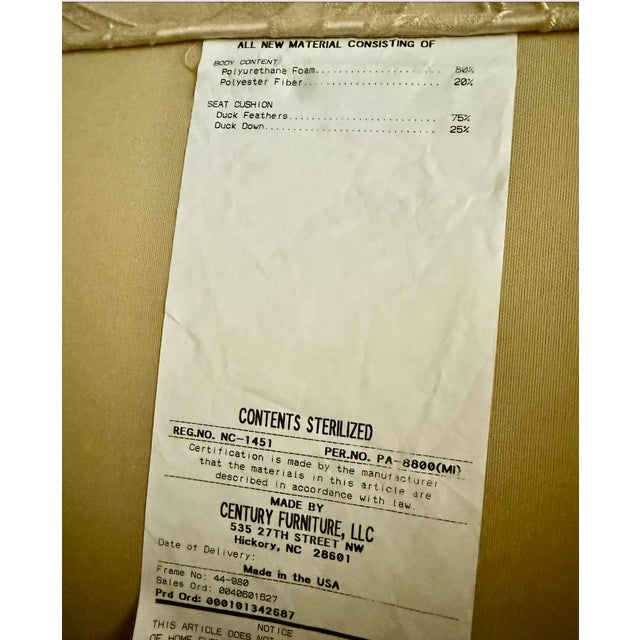 ALL NEW MATERIAL CONSISTING OF
BODY CONTENT
Polyurethane Foam.................... 80%
Polyester Fiber...................... 20%
SEAT CUSHION
Duck Feathers........................ 75%
Duck Down............................ 25%
CONTENTS STERILIZED
REG.NO. NC-1451 PER.NO. PA-8800(MI)
Certification is made by the manufacturer
that the materials in this article are
described in accordance with law.
MADE BY
CENTURY FURNITURE, LLC
535 27TH STREET NW
Hickory, NC 28601
Date of Delivery:
Made in the USA
Frame No: 44-980
Sales Ord: 0040801827
Prd Ord: 000101342687
NOTICE
THIS ARTICLE DOES NOT
OF HOME